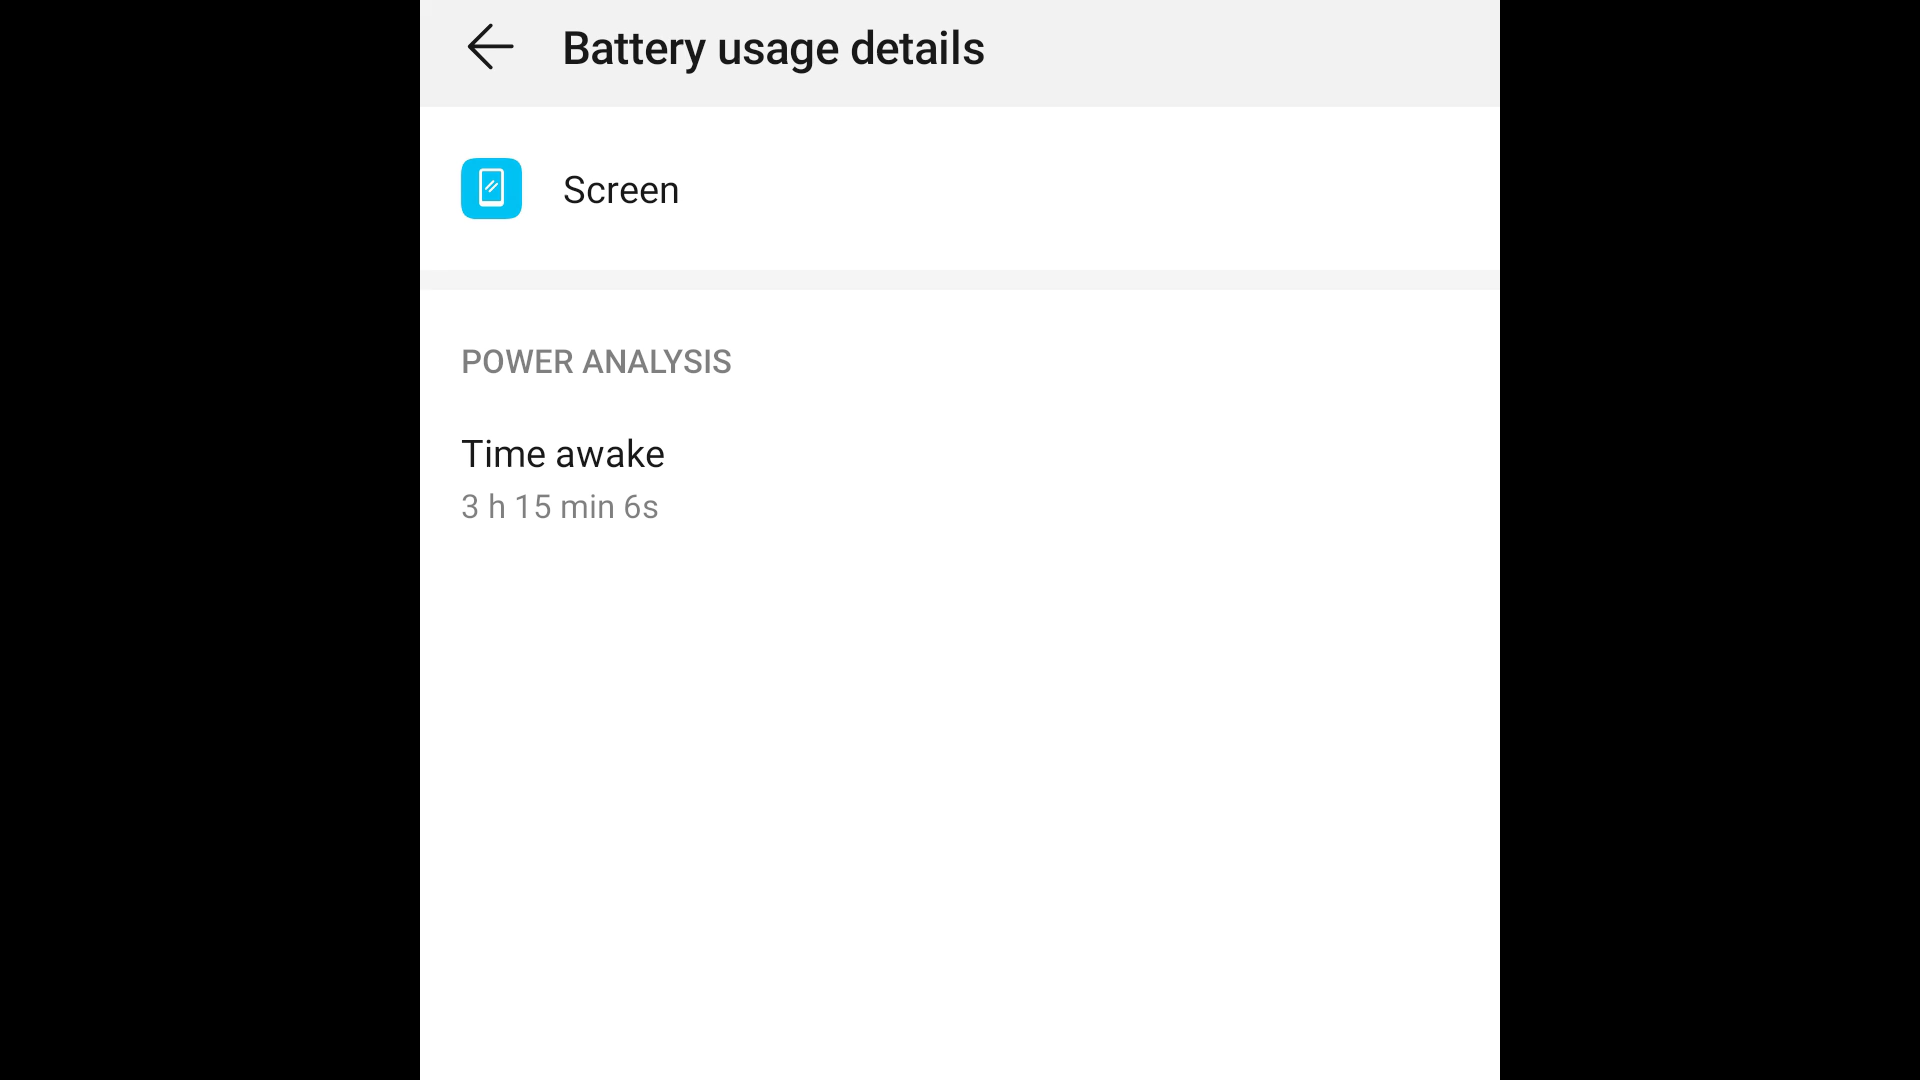 Battery usage details
Screen
POWER ANALYSIS
Time awake
3 h 15 min 6s